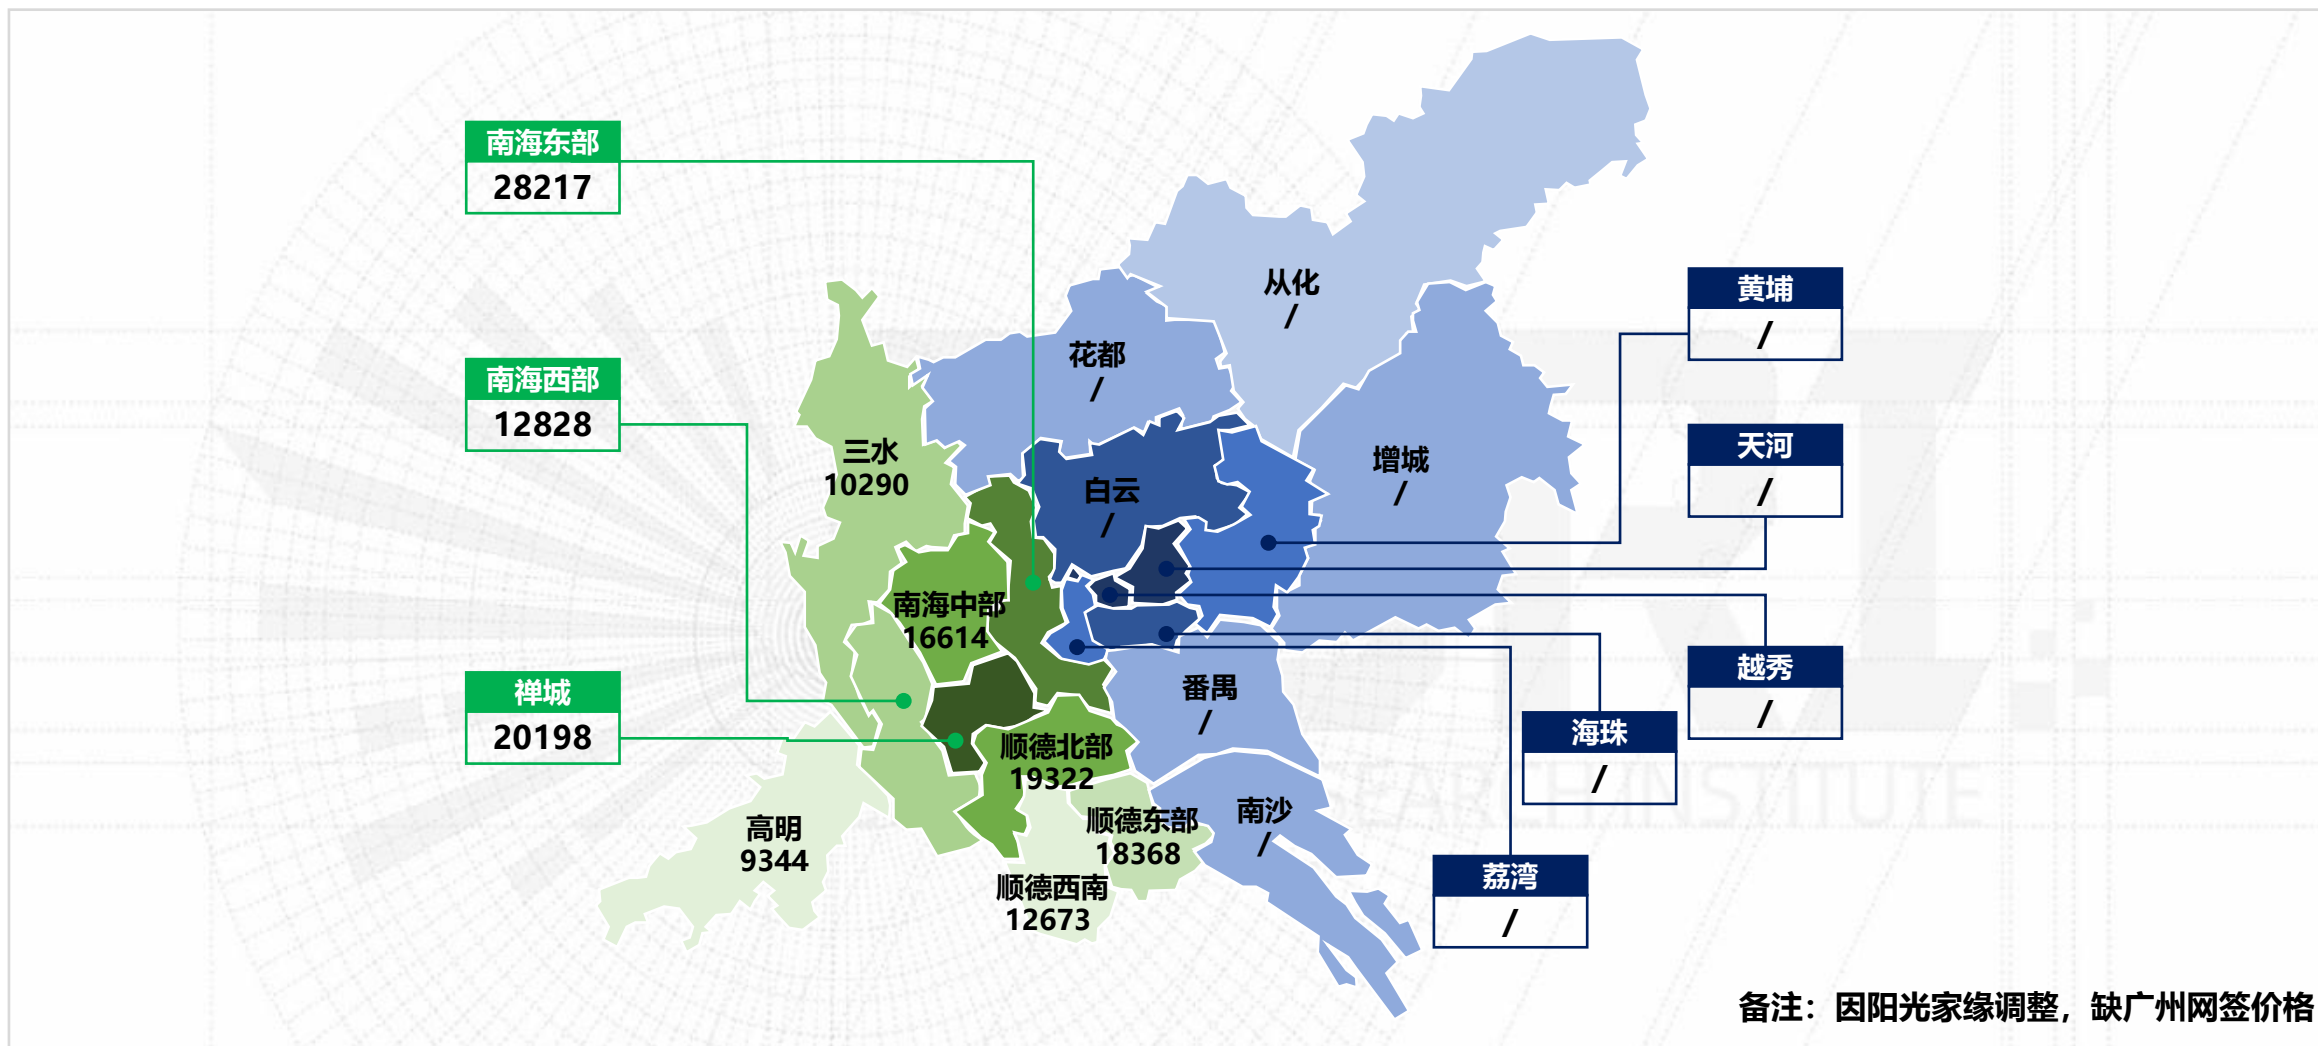 南海东部
28217
南海西部
12828
禅城
20198
三水
10290
南海中部
16614
高明
9344
顺德北部
19322
顺德东部
18368
顺德西南
12673
从化
/
花都
/
白云
/
增城
/
番禺
/
南沙
/
黄埔
/
天河
/
越秀
/
海珠
/
荔湾
/
备注：因阳光家缘调整，缺广州网签价格